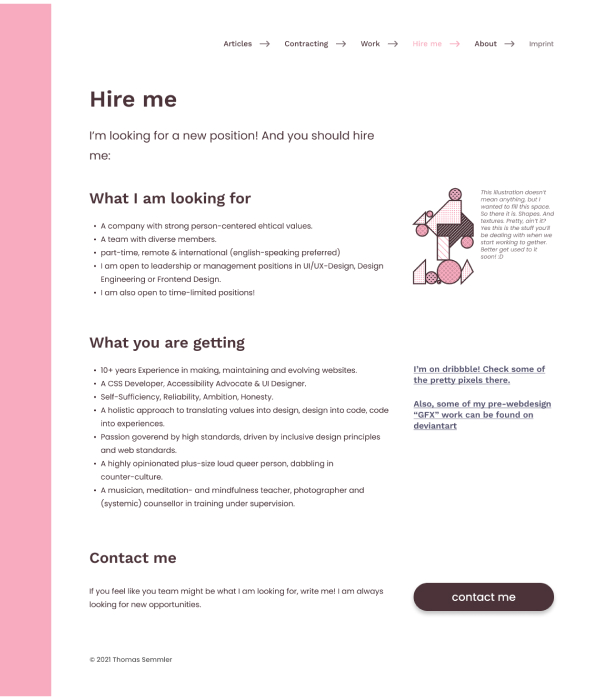 Articles → Contracting → Work → Hire me → About → Imprint
Hire me
I'm looking for a new position! And you should hire
me:
What I am looking for
• A company with strong person-centered ehtical values.
• A team with diverse members.
• part-time, remote & international (english-speaking preferred)
• I am open to leadership or management positions in UI/UX-Design, Design
Engineering or Frontend Design.
• I am also open to time-limited positions!
This illustration doesn't
mean anything, but I
wanted to fill this space.
So there it is. Shapes. And
textures. Pretty, ain't it?
Yes this is the stuff you'll
be dealing with when we
start working to gether.
Better get used to it
soon! :D
What you are getting
• 10+ years Experience in making, maintaining and evolving websites.
• A CSS Developer, Accessibility Advocate & UI Designer.
• Self-Sufficiency, Reliability, Ambition, Honesty.
• A holistic approach to translating values into design, design into code, code
into experiences.
• Passion goverend by high standards, driven by inclusive design principles
and web standards.
• A highly opinionated plus-size loud queer person, dabbling in
counter-culture.
• A musician, meditation- and mindfulness teacher, photographer and
(systemic) counsellor in training under supervision.
I'm on dribbble! Check some of
the pretty pixels there.
Also, some of my pre-webdesign
“GFX” work can be found on
deviantart
Contact me
If you feel like you team might be what I am looking for, write me! I am always
looking for new opportunities.
contact me
© 2021 Thomas Semmler